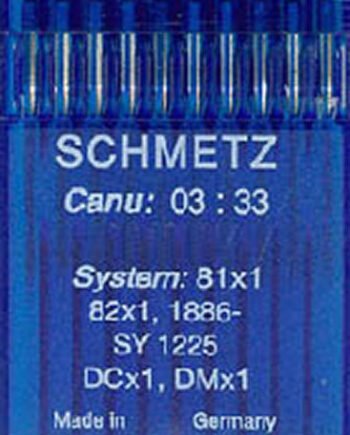 SCHMETZ
Canu: 03 : 33
System: 81x1
82x1, 1886-
SY 1225
DCx1, DMx1
Made in Germany